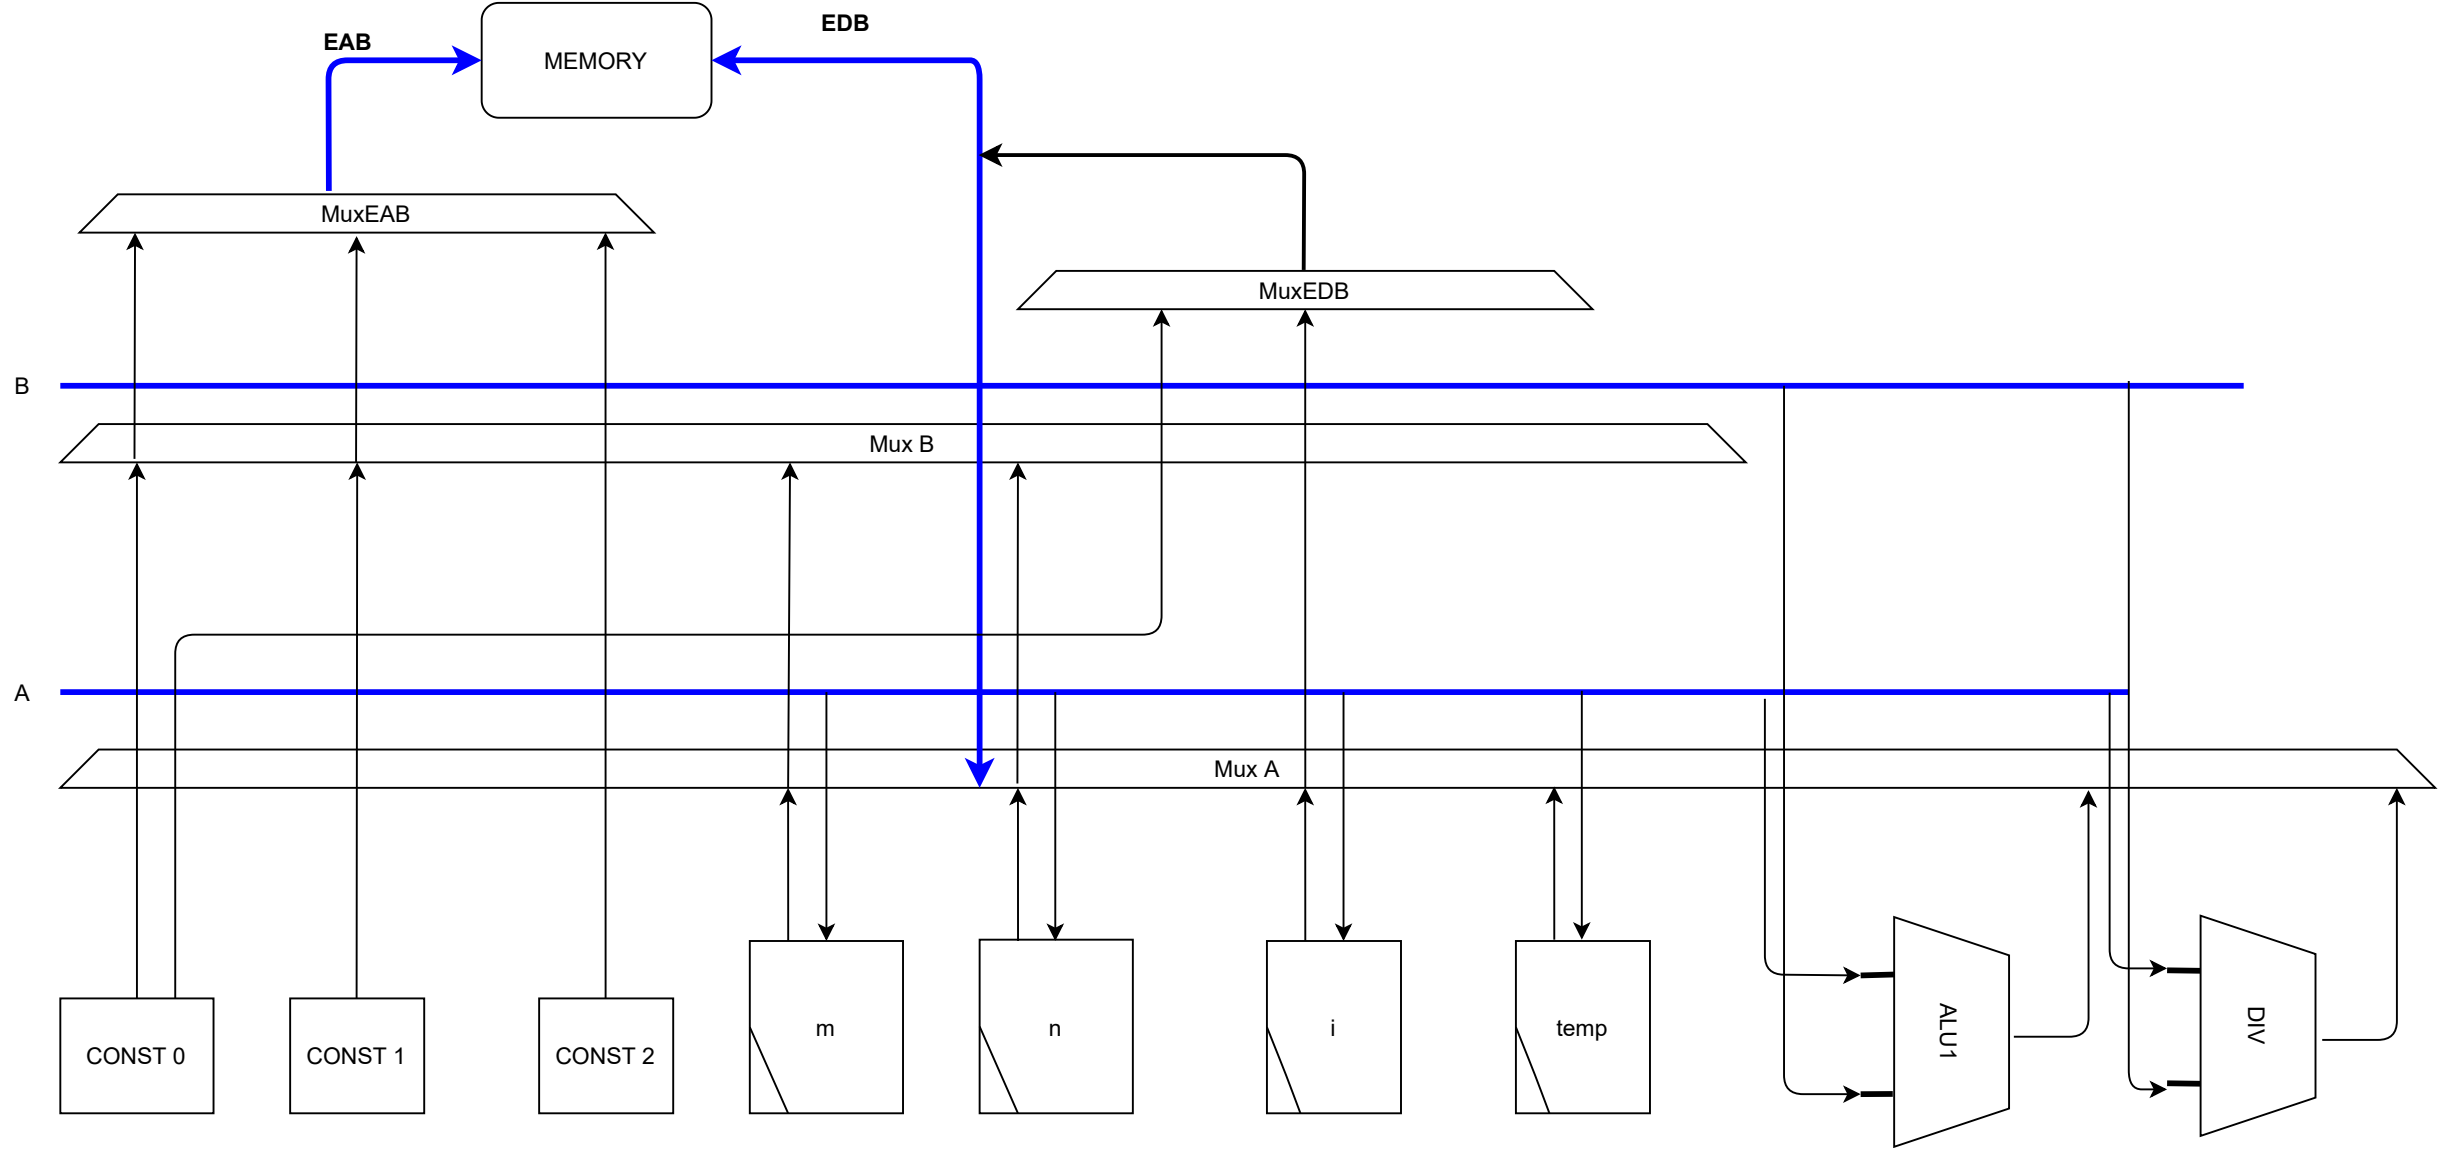 EDB
EAB
MEMORY
MuxEAB
MuxEDB
B
Mux B
A
Mux A
CONST 0
CONST 1
CONST 2
m
n
i
temp
ALU1
DIV